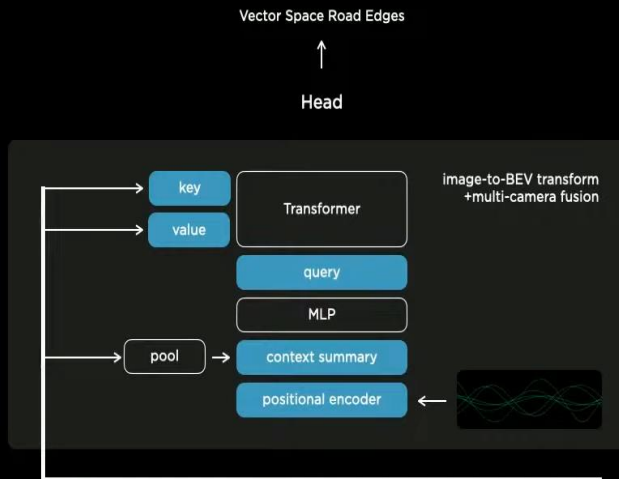 Vector Space Road Edges
Head
key
Transformer
image-to-BEV transform
+multi-camera fusion
value
query
MLP
pool
context summary
positional encoder